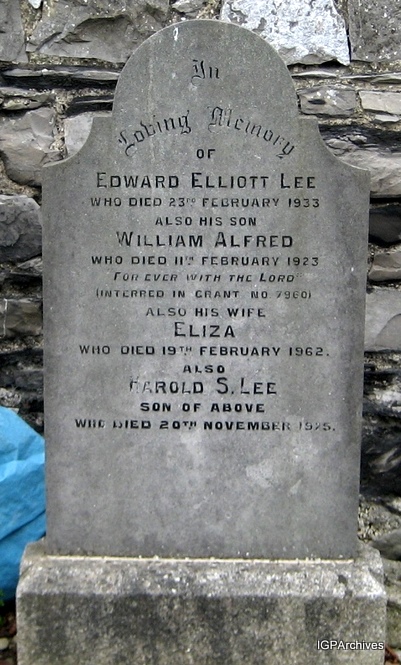 In
Loving Memory
OF
EDWARD ELLIOTT LEE
WHO DIED 23RD FEBRUARY 1933
ALSO HIS SON
WILLIAM ALFRED
WHO DIED 11TH FEBRUARY 1923
"FOR EVER WITH THE LORD"
(INTERRED IN GRANT NO 7960)
ALSO HIS WIFE
ELIZA
WHO DIED 19TH FEBRUARY 1962.
ALSO
HAROLD S. LEE
SON OF ABOVE
WHO DIED 20TH NOVEMBER
IGPArchives